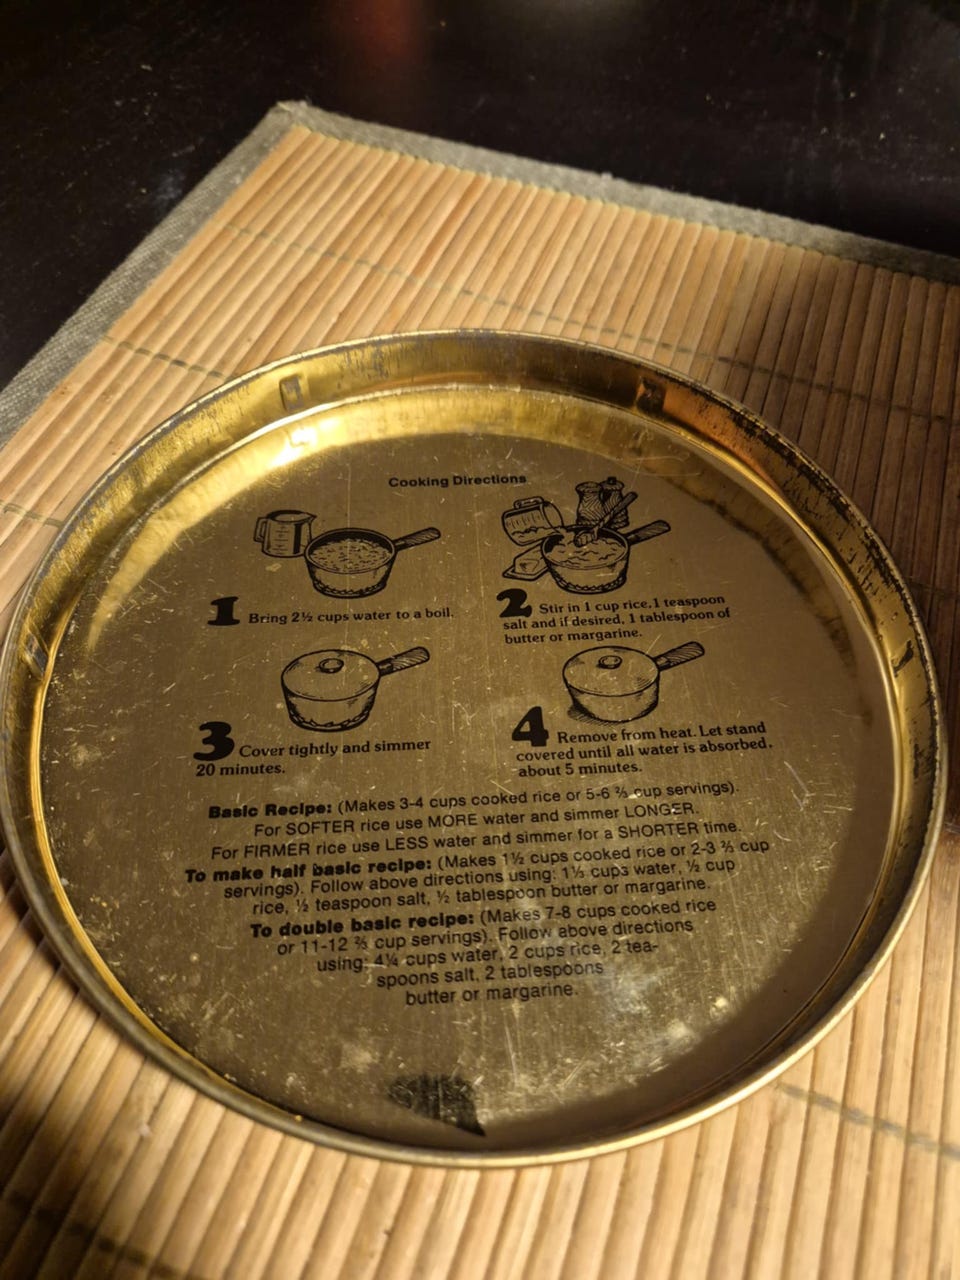 Cooking Directions
1 Bring 2½ cups water to a boil.
2 Stir in 1 cup rice, 1 teaspoon
salt and if desired, 1 tablespoon of
butter or margarine.
3 Cover tightly and simmer
20 minutes.
4 Remove from heat. Let stand
covered until all water is absorbed,
about 5 minutes.
Basic Recipe: (Makes 3-4 cups cooked rice or 5-6 ⅔ cup servings).
For SOFTER rice use MORE water and simmer LONGER.
For FIRMER rice use LESS water and simmer for a SHORTER time.
To make half basic recipe: (Makes 1½ cups cooked rice or 2-3 ⅔ cup
servings). Follow above directions using: 1⅓ cups water, ½ cup
rice, ½ teaspoon salt, ½ tablespoon butter or margarine.
To double basic recipe: (Makes 7-8 cups cooked rice
or 11-12 ⅔ cup servings). Follow above directions
using: 4¼ cups water, 2 cups rice, 2 tea-
spoons salt, 2 tablespoons
butter or margarine.